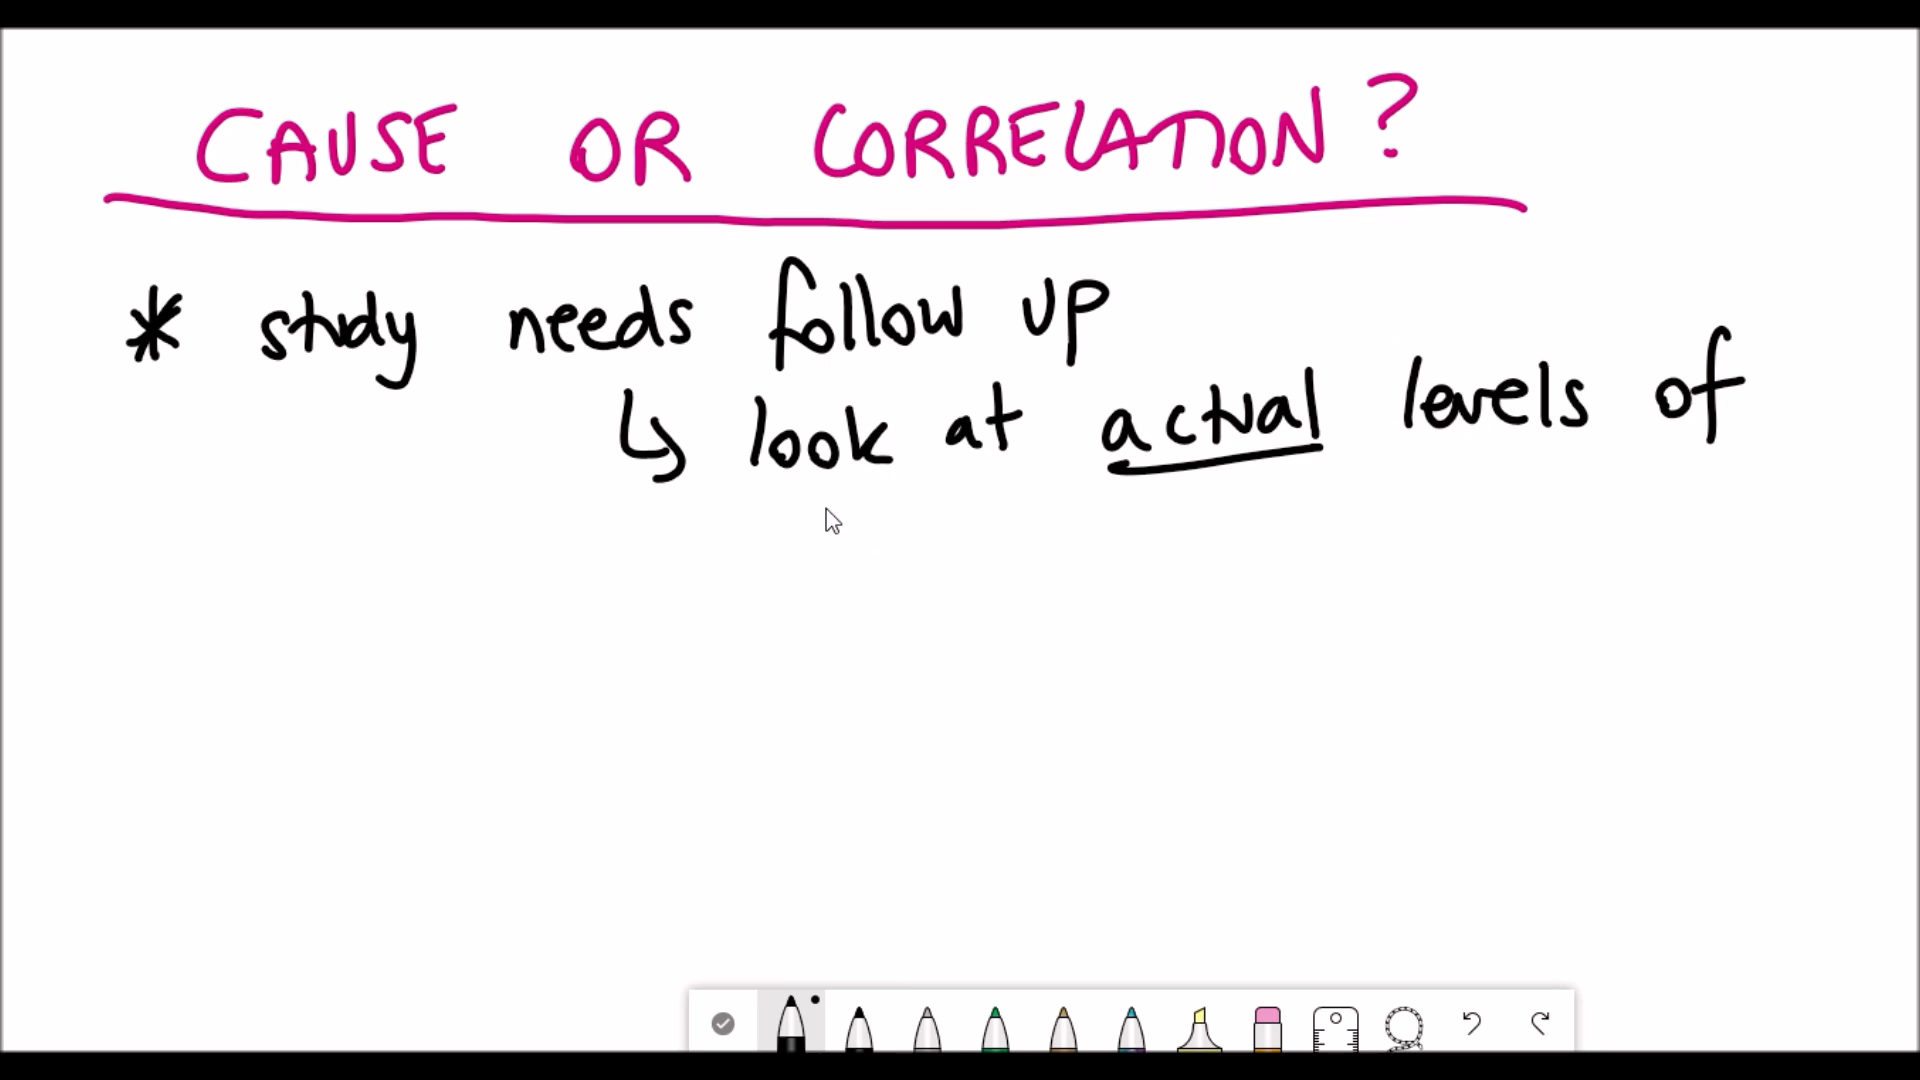 CAUSE OR CORRELATION?
* study needs follow up
↳ look at actual levels of